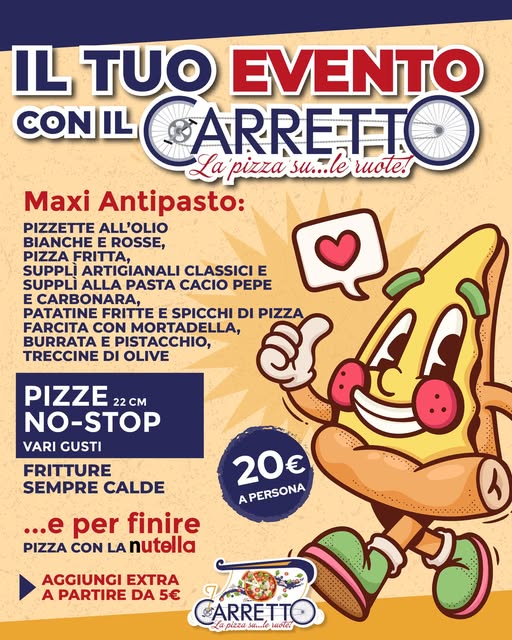 IL TUO EVENTO
CON IL CARRETTO
La pizza su...le ruote!
Maxi Antipasto:
PIZZETTE ALL'OLIO
BIANCHE E ROSSE,
PIZZA FRITTA,
SUPPLÌ ARTIGIANALI CLASSICI E
SUPPLÌ ALLA PASTA CACIO PEPE
E CARBONARA,
PATATINE FRITTE E SPICCHI DI PIZZA
FARCITA CON MORTADELLA,
BURRATA E PISTACCHIO,
TRECCINE DI OLIVE
PIZZE 22 CM
NO-STOP
VARI GUSTI
FRITTURE
SEMPRE CALDE
20€
A PERSONA
...e per finire
PIZZA CON LA nutella
AGGIUNGI EXTRA
A PARTIRE DA 5€
CARRETTO
La pizza su...le ruote!